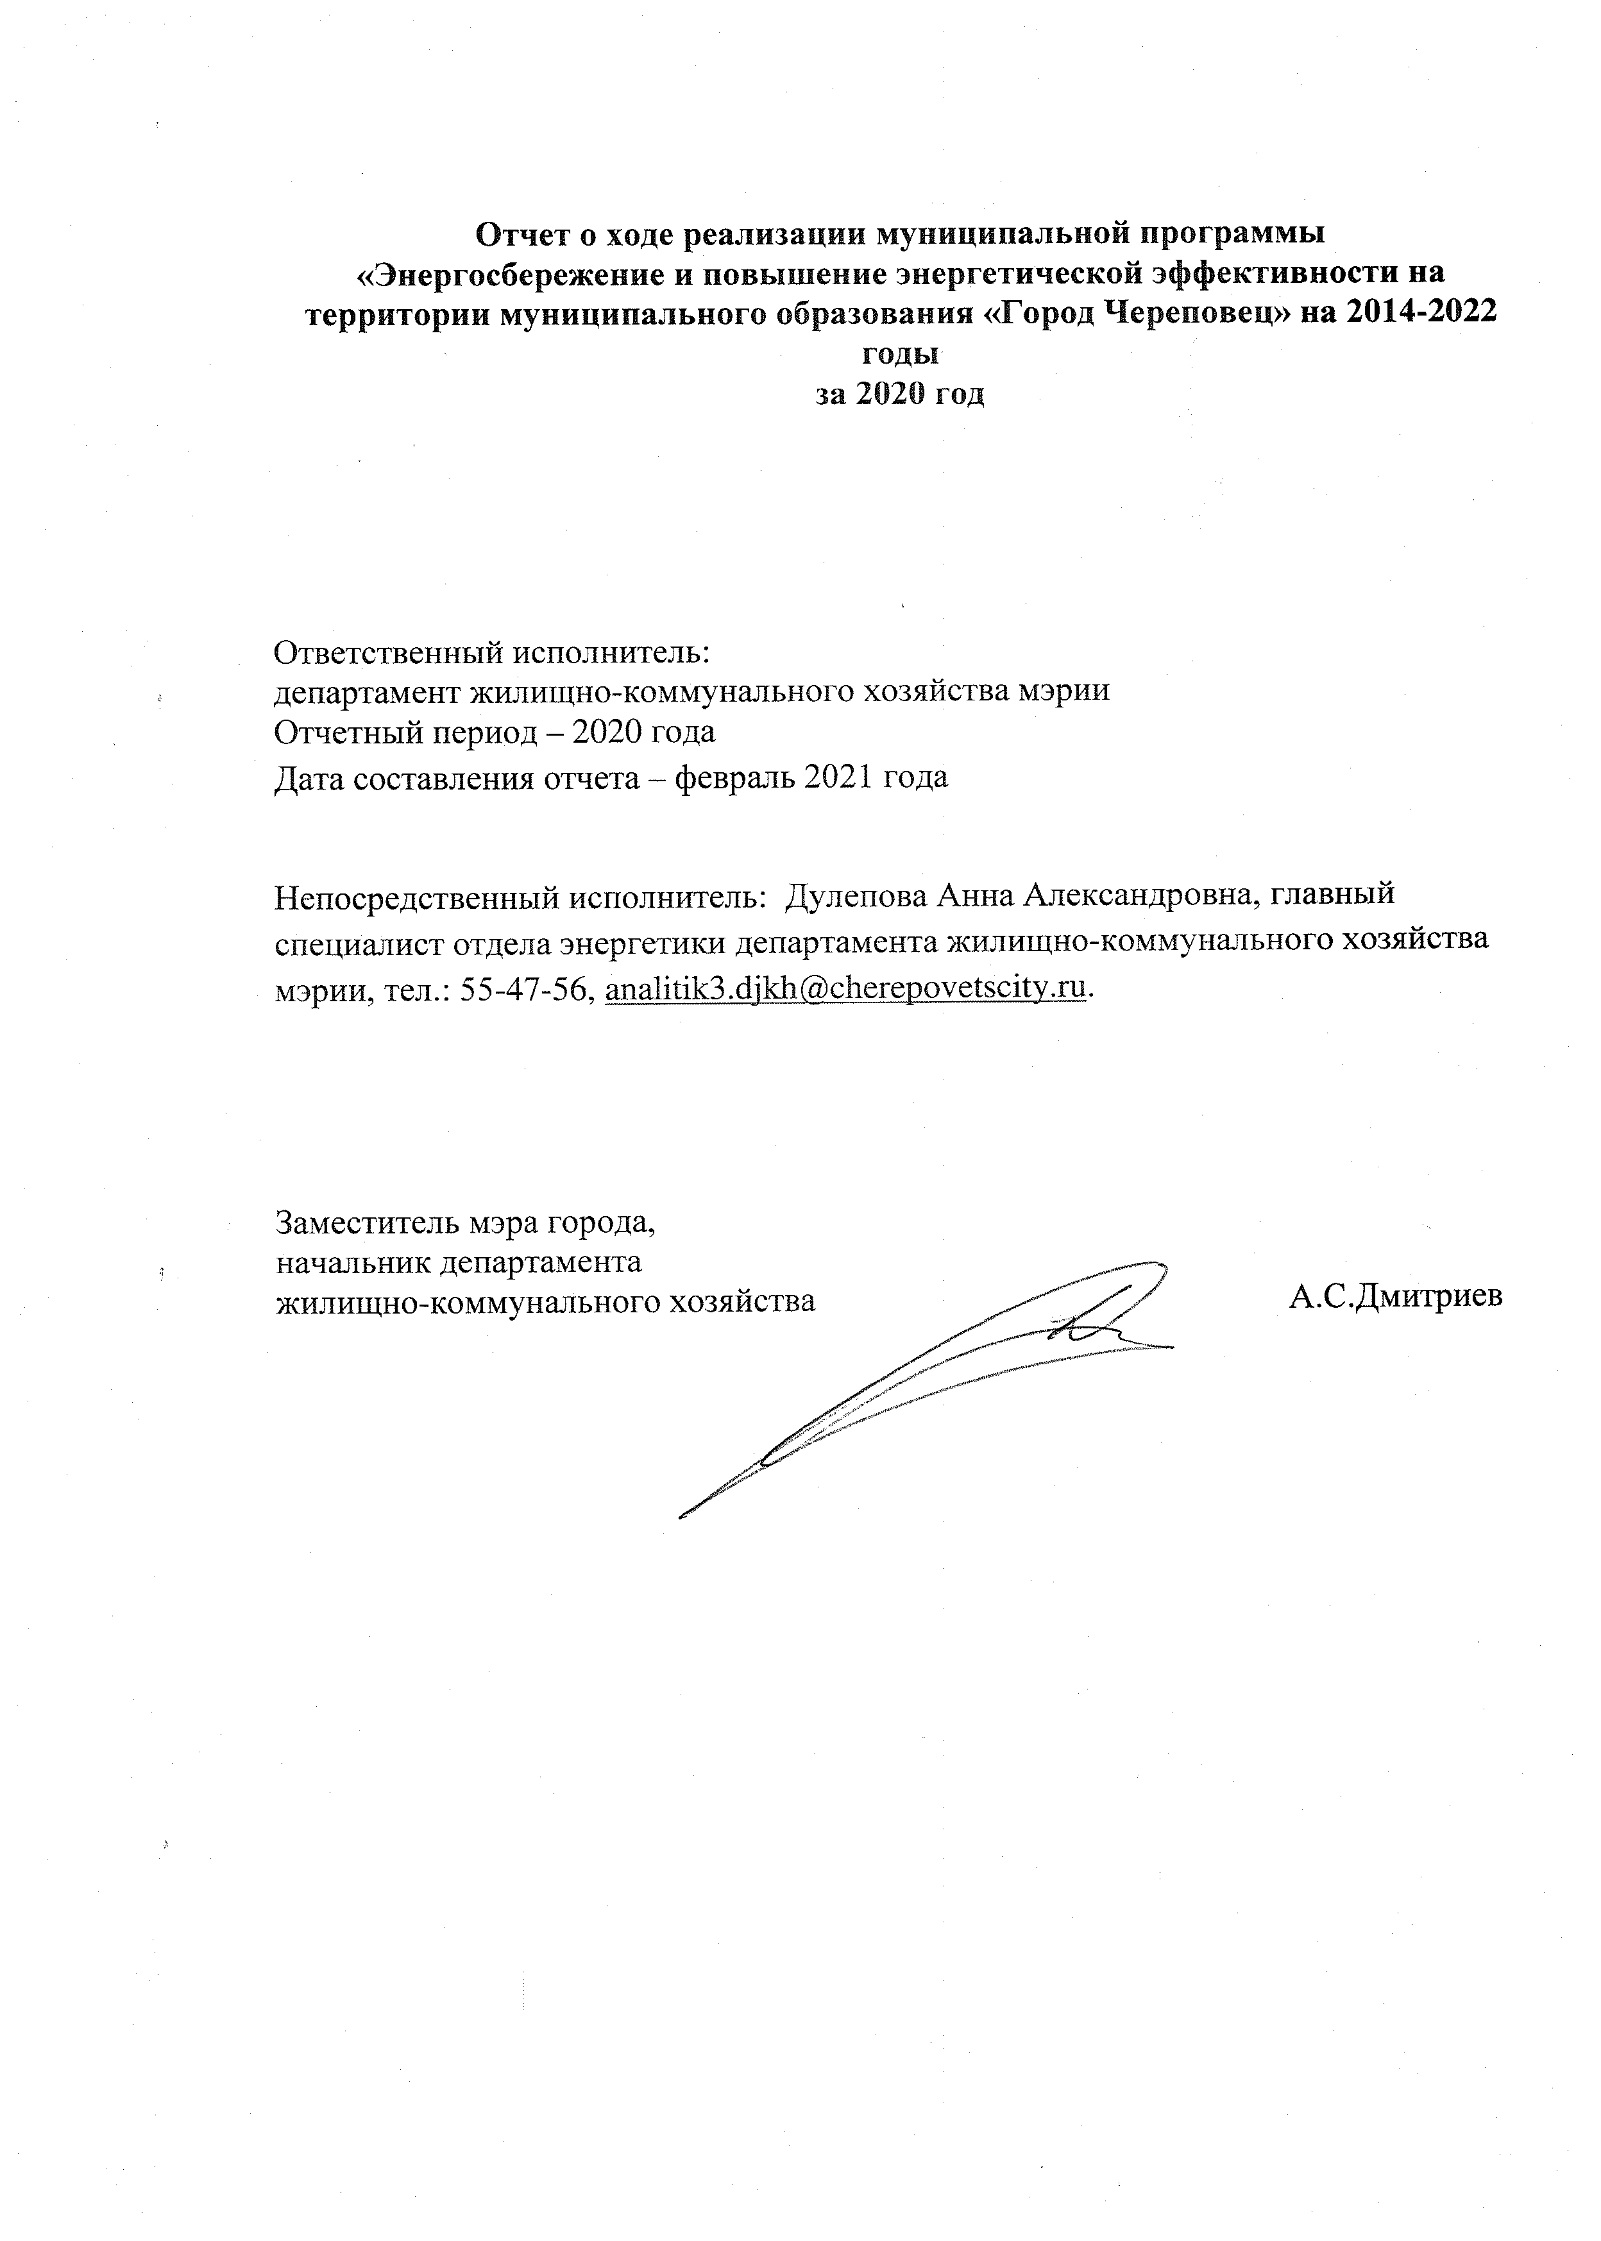 Отчет о ходе реализации муниципальной программы
«Энергосбережение и повышение энергетической эффективности на
территории муниципального образования «Город Череповец» на 2014-2022
годы
за 2020 год
Ответственный исполнитель:
департамент жилищно-коммунального хозяйства мэрии
Отчетный период – 2020 года
Дата составления отчета – февраль 2021 года
Непосредственный исполнитель: Дулепова Анна Александровна, главный
специалист отдела энергетики департамента жилищно-коммунального хозяйства
мэрии, тел.: 55-47-56, analitik3.djkh@cherepovetscity.ru.
Заместитель мэра города,
начальник департамента
жилищно-коммунального хозяйства А.С.Дмитриев